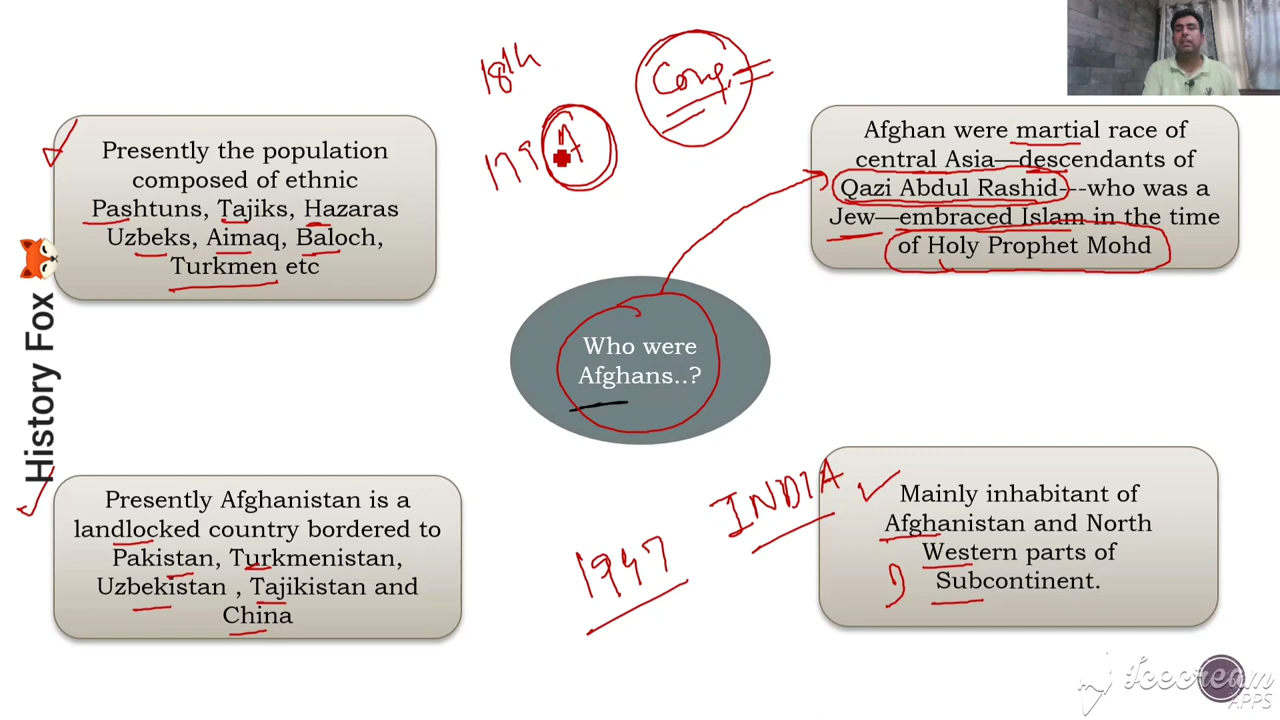 18th
Presently the population
composed of ethnic
Pashtuns, Tajiks, Hazaras
Uzbeks, Aimaq, Baloch,
Turkmen etc
Afghan were martial race of
central Asia—descendants of
Qazi Abdul Rashid---who was a
Jew—embraced Islam in the time
of Holy Prophet Mohd
Who were
Afghans..?
History Fox
Presently Afghanistan is a
landlocked country bordered to
Pakistan, Turkmenistan,
Uzbekistan , Tajikistan and
China
INDIA
1947
Mainly inhabitant of
Afghanistan and North
Western parts of
Subcontinent.
Icecream
APPS